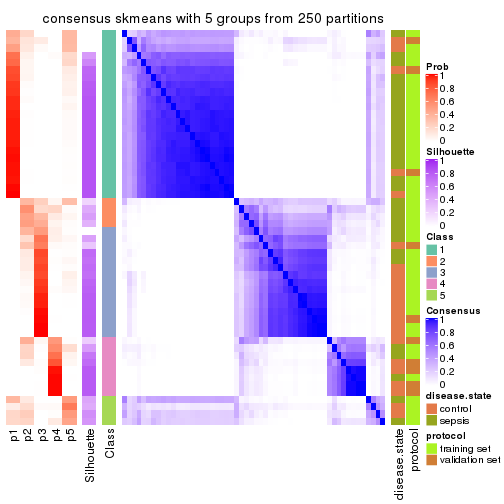 consensus skmeans with 5 groups from 250 partitions
Prob
1
0.8
0.6
0.4
0.2
0
Silhouette
1
0.8
0.6
0.4
0.2
0
Class
1
2
3
4
5
Consensus
1
0.8
0.6
0.4
0.2
0
disease.state
control
sepsis
protocol
training set
validation set
p1
p2
p3
p4
p5
Silhouette
Class
disease.state
protocol